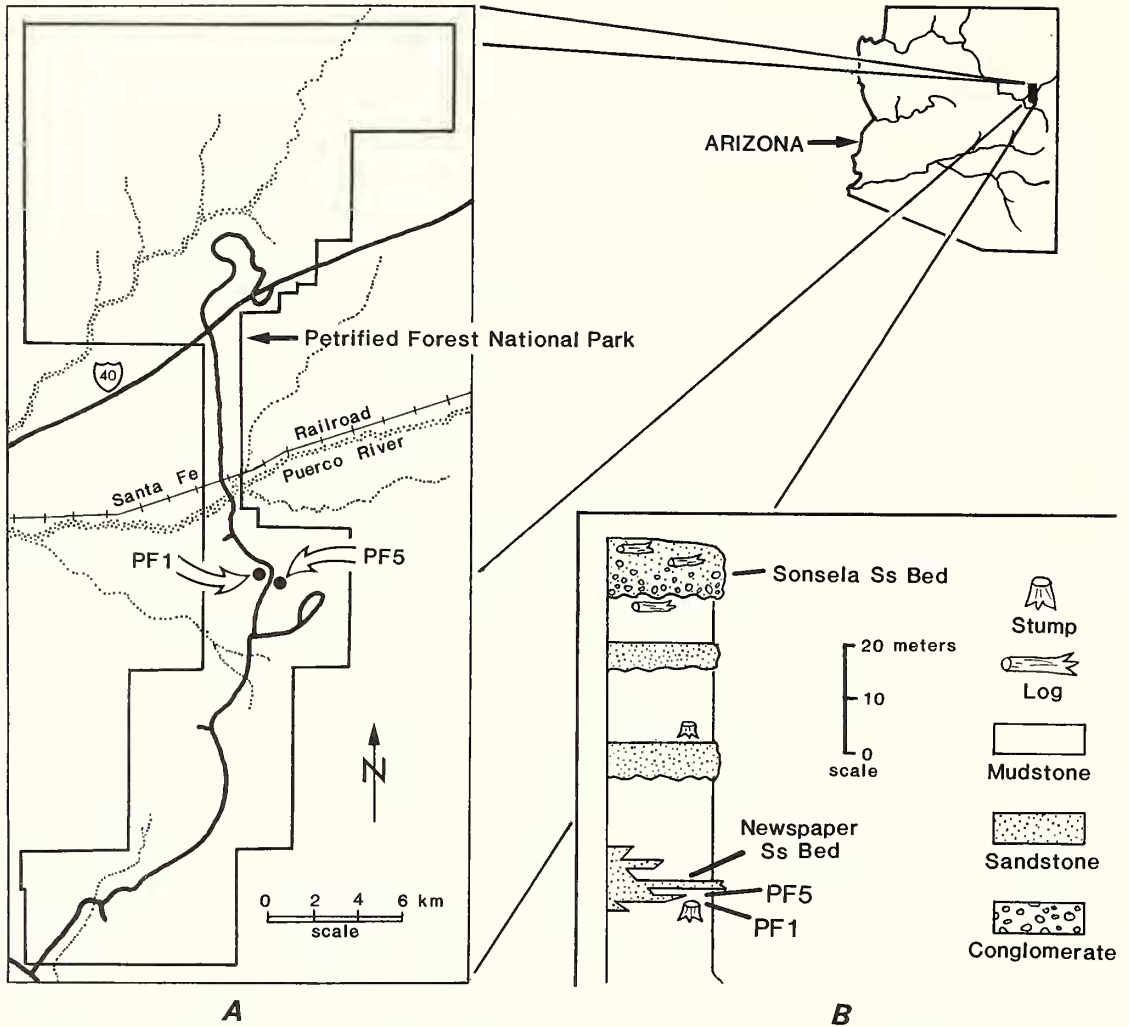 ARIZONA
Petrified Forest National Park
40
Santa Fe Railroad
Puerco River
PF1
PF5
N
0 2 4 6 km
scale
A
Sonsela Ss Bed
20 meters
10
0
scale
Newspaper
Ss Bed
PF5
PF1
Stump
Log
Mudstone
Sandstone
Conglomerate
B